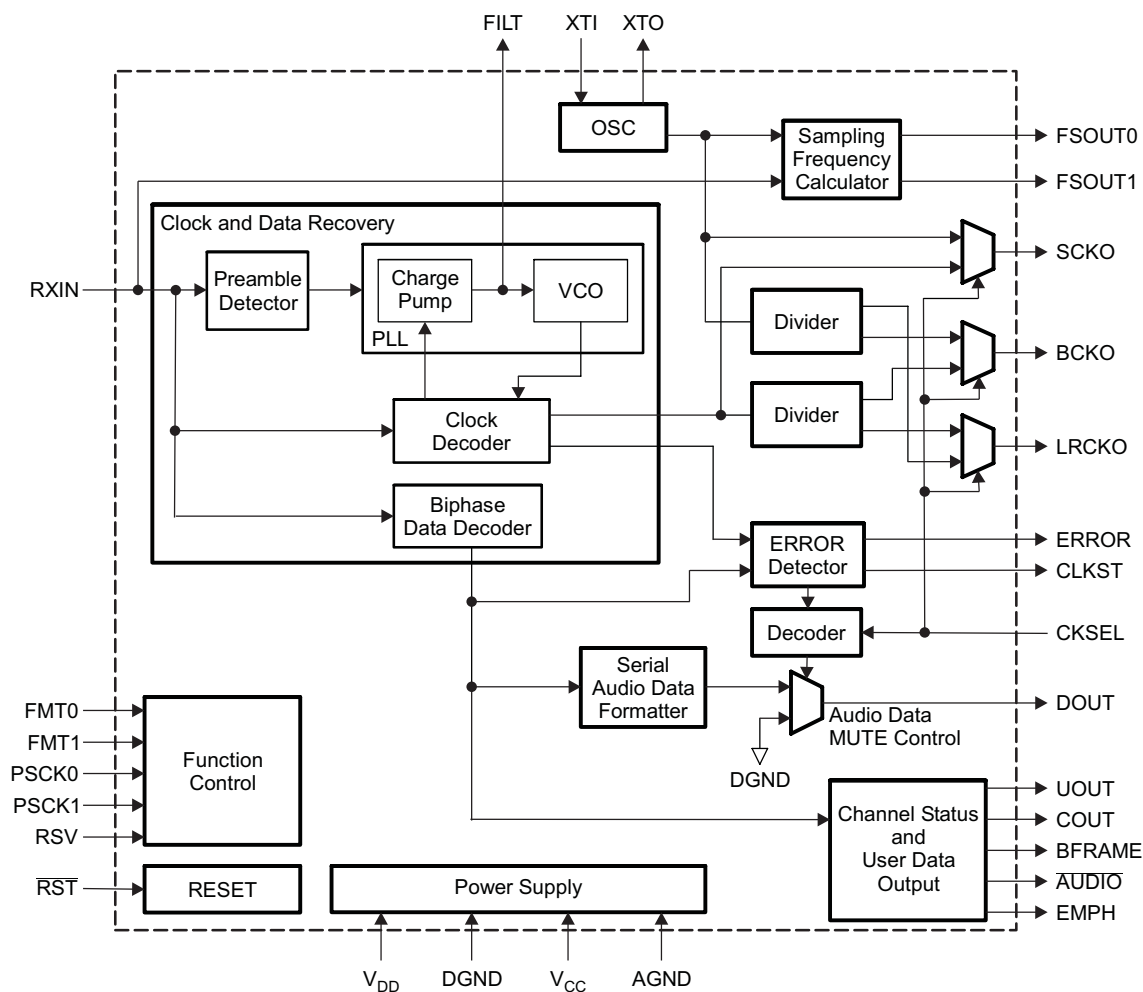 FILT XTI XTO
OSC
Sampling
Frequency
Calculator
FSOUT0
FSOUT1
Clock and Data Recovery
RXIN
Preamble
Detector
Charge
Pump
VCO
PLL
SCKO
Divider
BCKO
Clock
Decoder
Divider
LRCKO
Biphase
Data Decoder
ERROR
Detector
ERROR
CLKST
Decoder
CKSEL
Serial
Audio Data
Formatter
DOUT
Audio Data
MUTE Control
DGND
FMT0
FMT1
PSCK0
PSCK1
RSV
Function
Control
Channel Status
and
User Data
Output
UOUT
COUT
BFRAME
AUDIO
EMPH
RST
RESET
Power Supply
VDD DGND VCC AGND